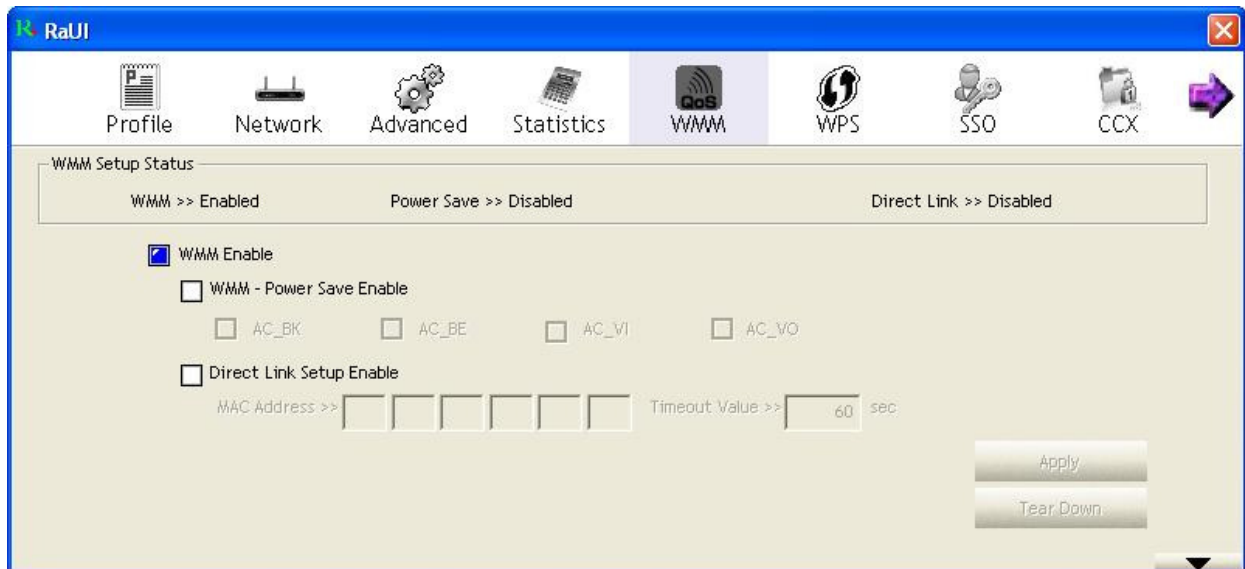 RaUI
Profile Network Advanced Statistics QoS WMM WPS SSO CCX
WMM Setup Status
WMM >> Enabled Power Save >> Disabled Direct Link >> Disabled
WMM Enable
WMM - Power Save Enable
AC_BK AC_BE AC_VI AC_VO
Direct Link Setup Enable
MAC Address >> Timeout Value >> 60 sec
Apply
Tear Down